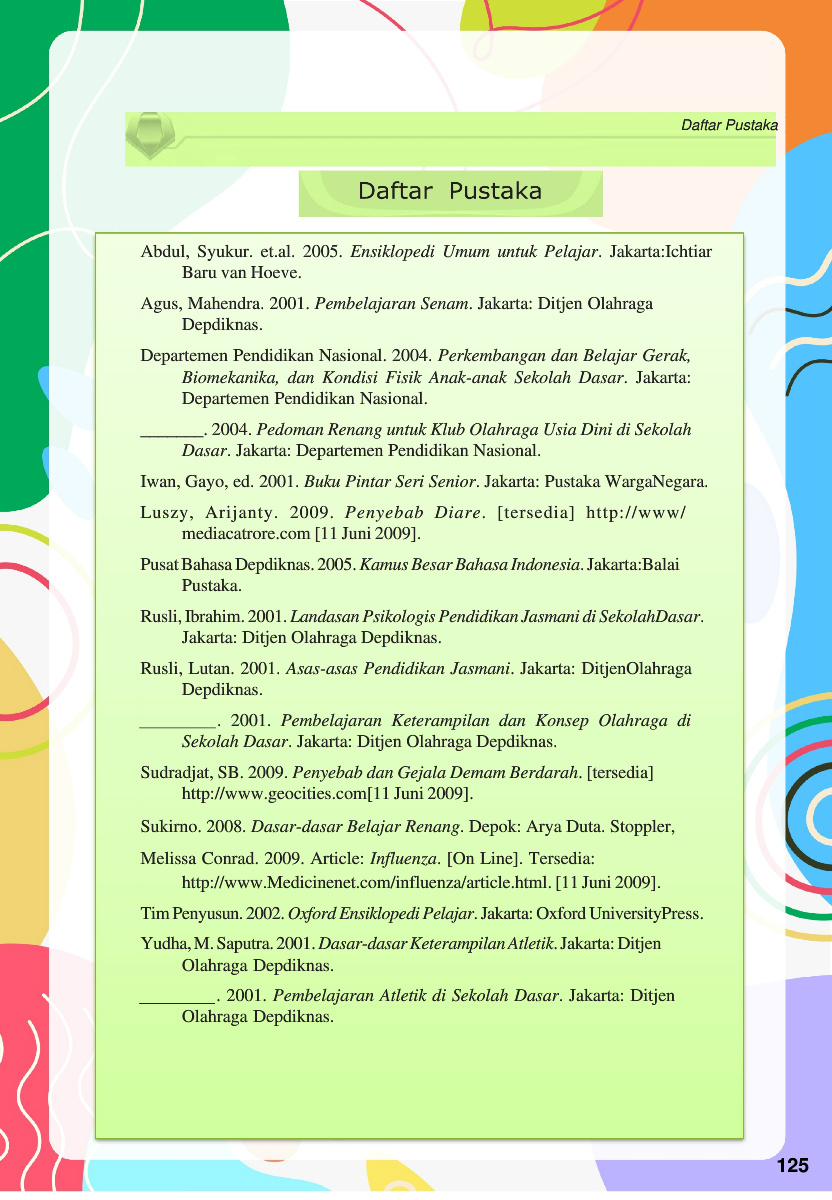 Daftar Pustaka
Daftar Pustaka
Abdul, Syukur. et.al. 2005. Ensiklopedi Umum untuk Pelajar. Jakarta:Ichtiar
Baru van Hoeve.
Agus, Mahendra. 2001. Pembelajaran Senam. Jakarta: Ditjen Olahraga
Depdiknas.
Departemen Pendidikan Nasional. 2004. Perkembangan dan Belajar Gerak,
Biomekanika, dan Kondisi Fisik Anak-anak Sekolah Dasar. Jakarta:
Departemen Pendidikan Nasional.
_______. 2004. Pedoman Renang untuk Klub Olahraga Usia Dini di Sekolah
Dasar. Jakarta: Departemen Pendidikan Nasional.
Iwan, Gayo, ed. 2001. Buku Pintar Seri Senior. Jakarta: Pustaka WargaNegara.
Luszy, Arijanty. 2009. Penyebab Diare. [tersedia] http://www/
mediacatrore.com [11 Juni 2009].
Pusat Bahasa Depdiknas. 2005. Kamus Besar Bahasa Indonesia. Jakarta:Balai
Pustaka.
Rusli, Ibrahim. 2001. Landasan Psikologis Pendidikan Jasmani di SekolahDasar.
Jakarta: Ditjen Olahraga Depdiknas.
Rusli, Lutan. 2001. Asas-asas Pendidikan Jasmani. Jakarta: DitjenOlahraga
Depdiknas.
________. 2001. Pembelajaran Keterampilan dan Konsep Olahraga di
Sekolah Dasar. Jakarta: Ditjen Olahraga Depdiknas.
Sudradjat, SB. 2009. Penyebab dan Gejala Demam Berdarah. [tersedia]
http://www.geocities.com[11 Juni 2009].
Sukirno. 2008. Dasar-dasar Belajar Renang. Depok: Arya Duta. Stoppler,
Melissa Conrad. 2009. Article: Influenza. [On Line]. Tersedia:
http://www.Medicinenet.com/influenza/article.html. [11 Juni 2009].
Tim Penyusun. 2002. Oxford Ensiklopedi Pelajar. Jakarta: Oxford UniversityPress.
Yudha, M. Saputra. 2001. Dasar-dasar Keterampilan Atletik. Jakarta: Ditjen
Olahraga Depdiknas.
________. 2001. Pembelajaran Atletik di Sekolah Dasar. Jakarta: Ditjen
Olahraga Depdiknas.
125